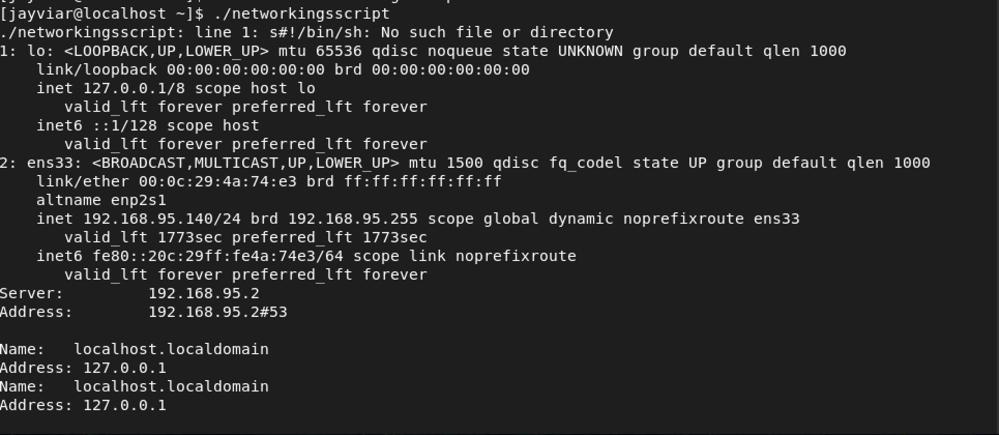 [jayviar@localhost ~]$ ./networkingsscript
./networkingsscript: line 1: s#!/bin/sh: No such file or directory
1: lo: <LOOPBACK,UP,LOWER_UP> mtu 65536 qdisc noqueue state UNKNOWN group default qlen 1000
    link/loopback 00:00:00:00:00:00 brd 00:00:00:00:00:00
    inet 127.0.0.1/8 scope host lo
       valid_lft forever preferred_lft forever
    inet6 ::1/128 scope host
       valid_lft forever preferred_lft forever
2: ens33: <BROADCAST,MULTICAST,UP,LOWER_UP> mtu 1500 qdisc fq_codel state UP group default qlen 1000
    link/ether 00:0c:29:4a:74:e3 brd ff:ff:ff:ff:ff:ff
    altname enp2s1
    inet 192.168.95.140/24 brd 192.168.95.255 scope global dynamic noprefixroute ens33
       valid_lft 1773sec preferred_lft 1773sec
    inet6 fe80::20c:29ff:fe4a:74e3/64 scope link noprefixroute
       valid_lft forever preferred_lft forever
Server:         192.168.95.2
Address:        192.168.95.2#53

Name:   localhost.localdomain
Address: 127.0.0.1
Name:   localhost.localdomain
Address: 127.0.0.1